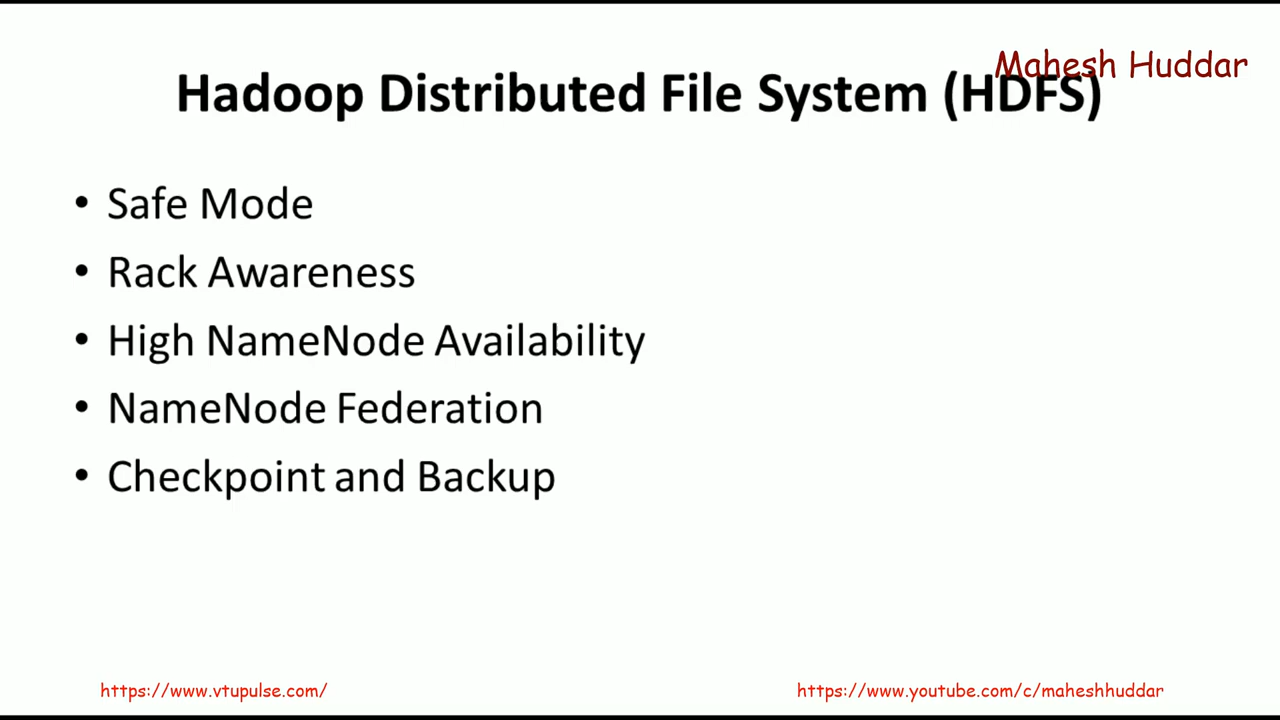 Mahesh Huddar
Hadoop Distributed File System (HDFS)
• Safe Mode
• Rack Awareness
• High NameNode Availability
• NameNode Federation
• Checkpoint and Backup
https://www.vtupulse.com/
https://www.youtube.com/c/maheshhuddar